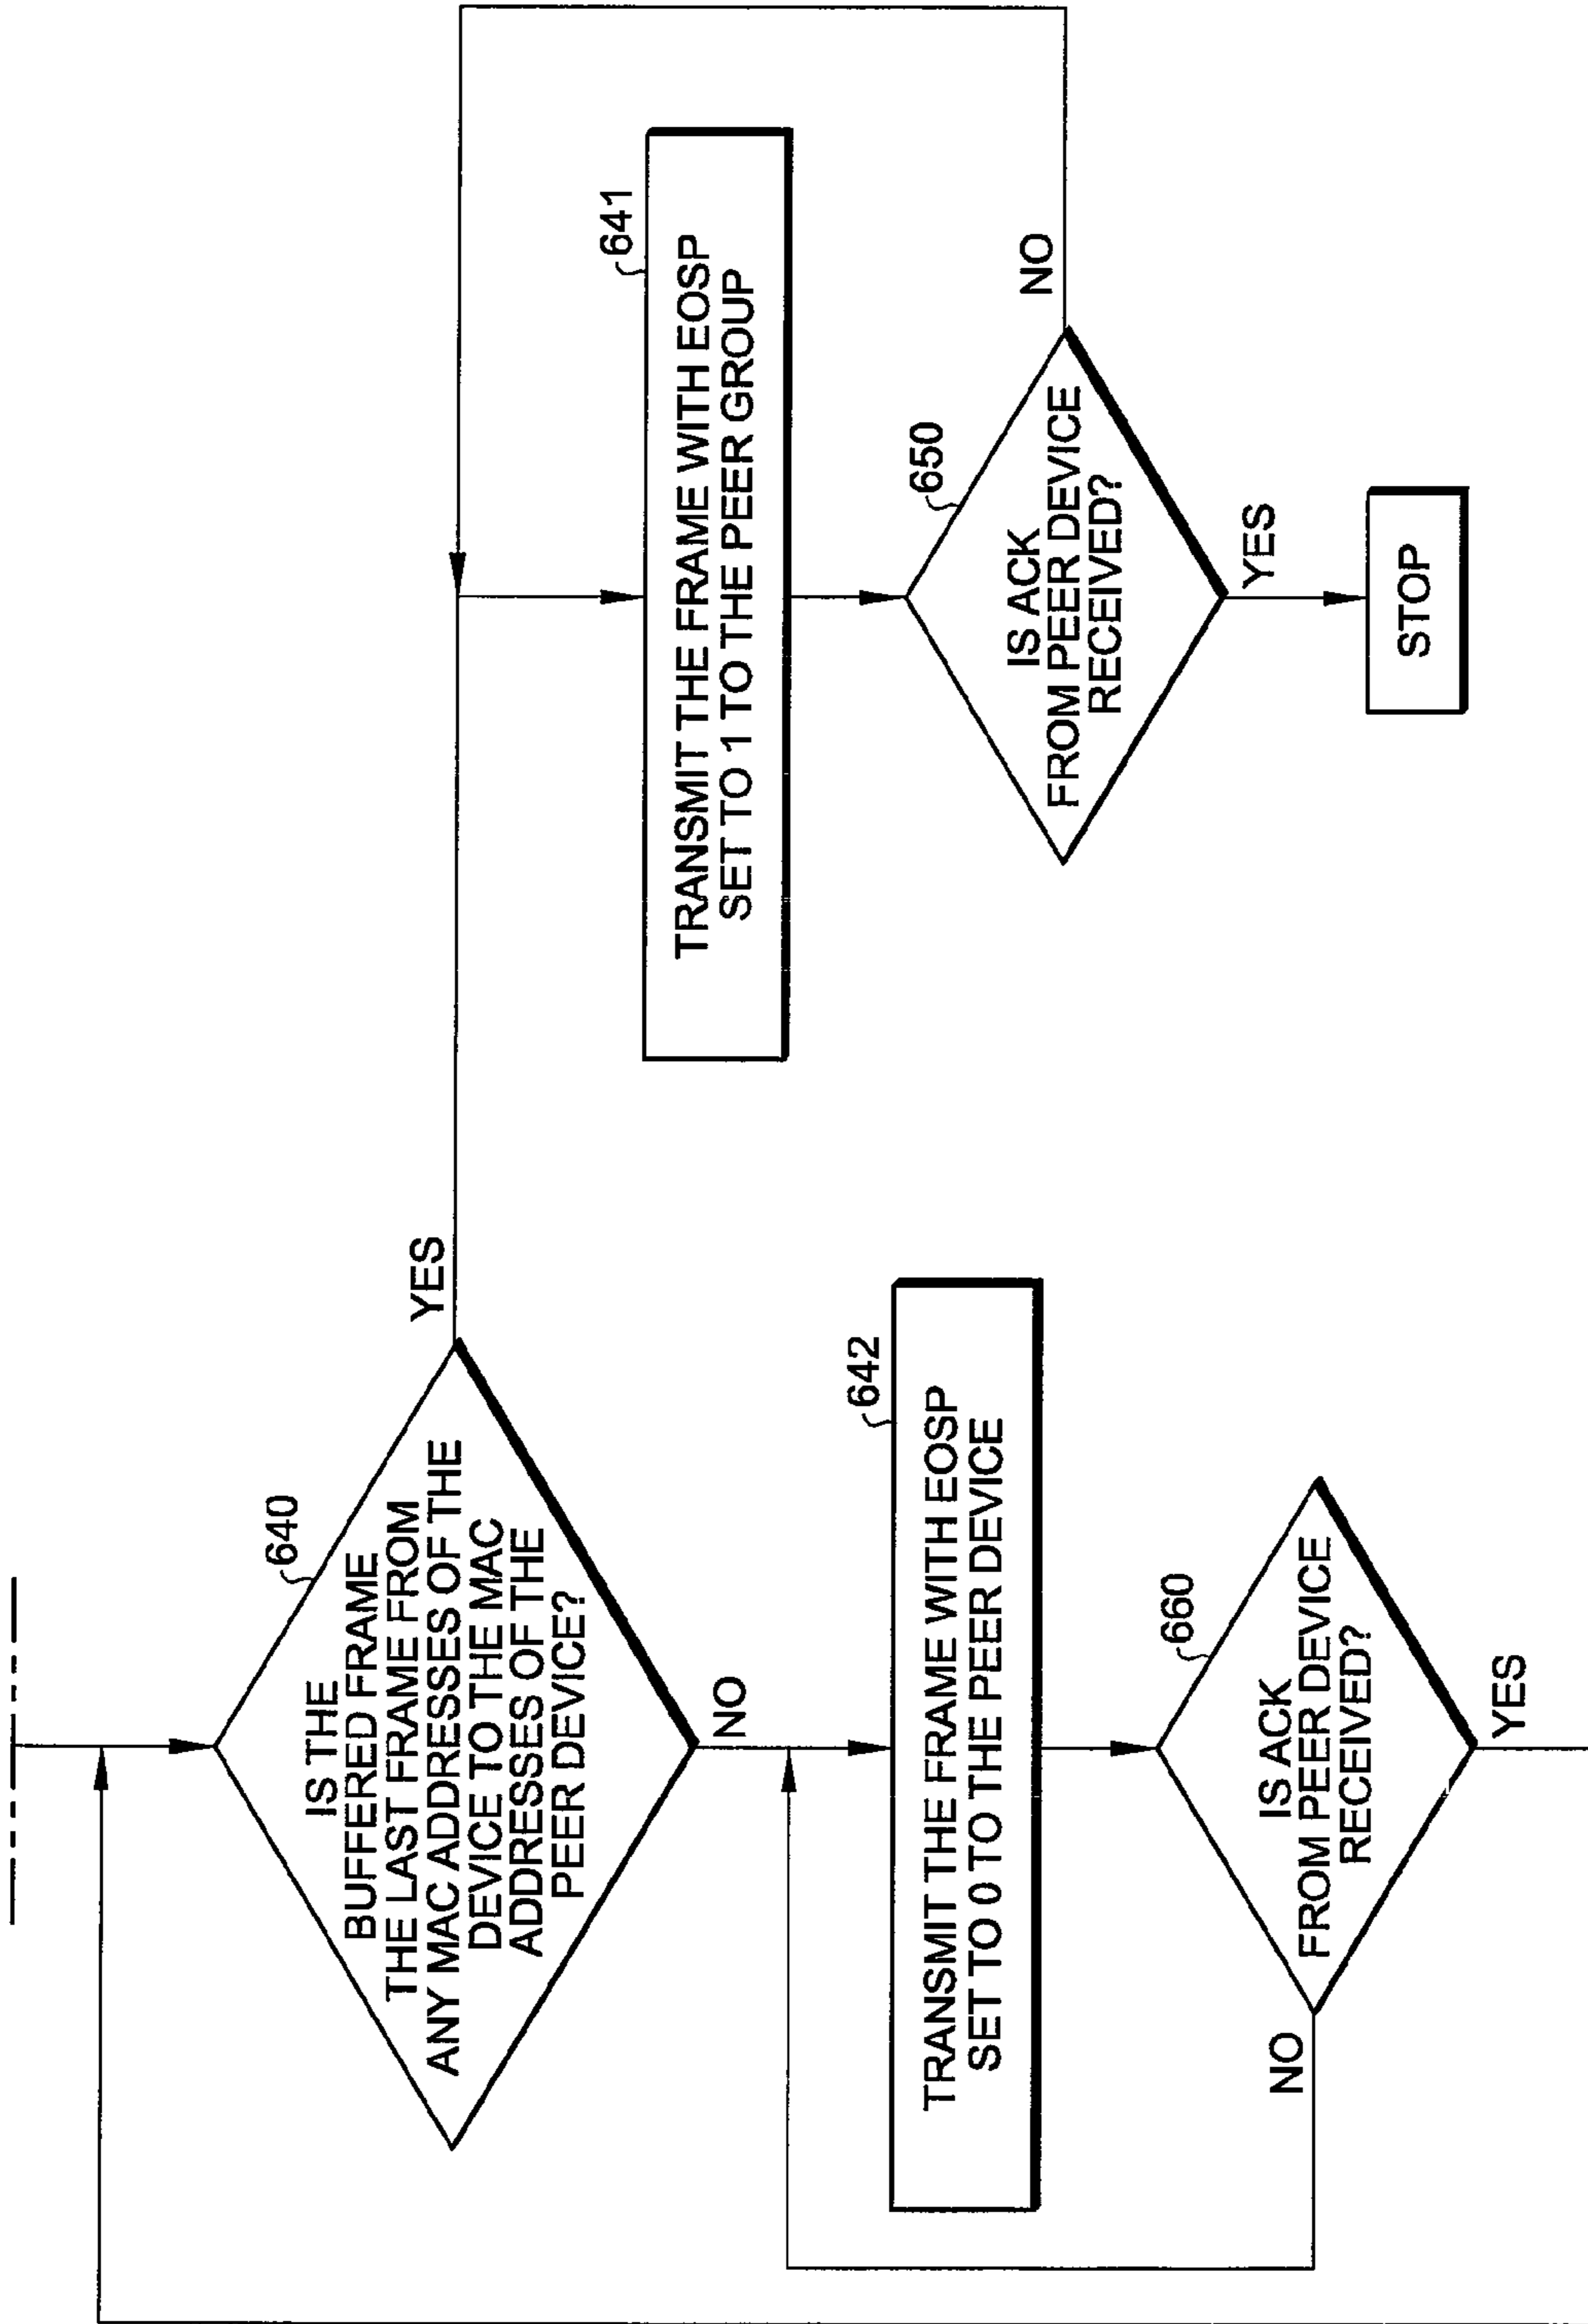 640
IS THE
BUFFERED FRAME
THE LAST FRAME FROM
ANY MAC ADDRESSES OF THE
DEVICE TO THE MAC
ADDRESSES OF THE
PEER DEVICE?
YES
NO
642
TRANSMIT THE FRAME WITH EOSP
SET TO 0 TO THE PEER DEVICE
660
IS ACK
FROM PEER DEVICE
RECEIVED?
NO
YES
641
TRANSMIT THE FRAME WITH EOSP
SET TO 1 TO THE PEER GROUP
650
IS ACK
FROM PEER DEVICE
RECEIVED?
NO
YES
STOP